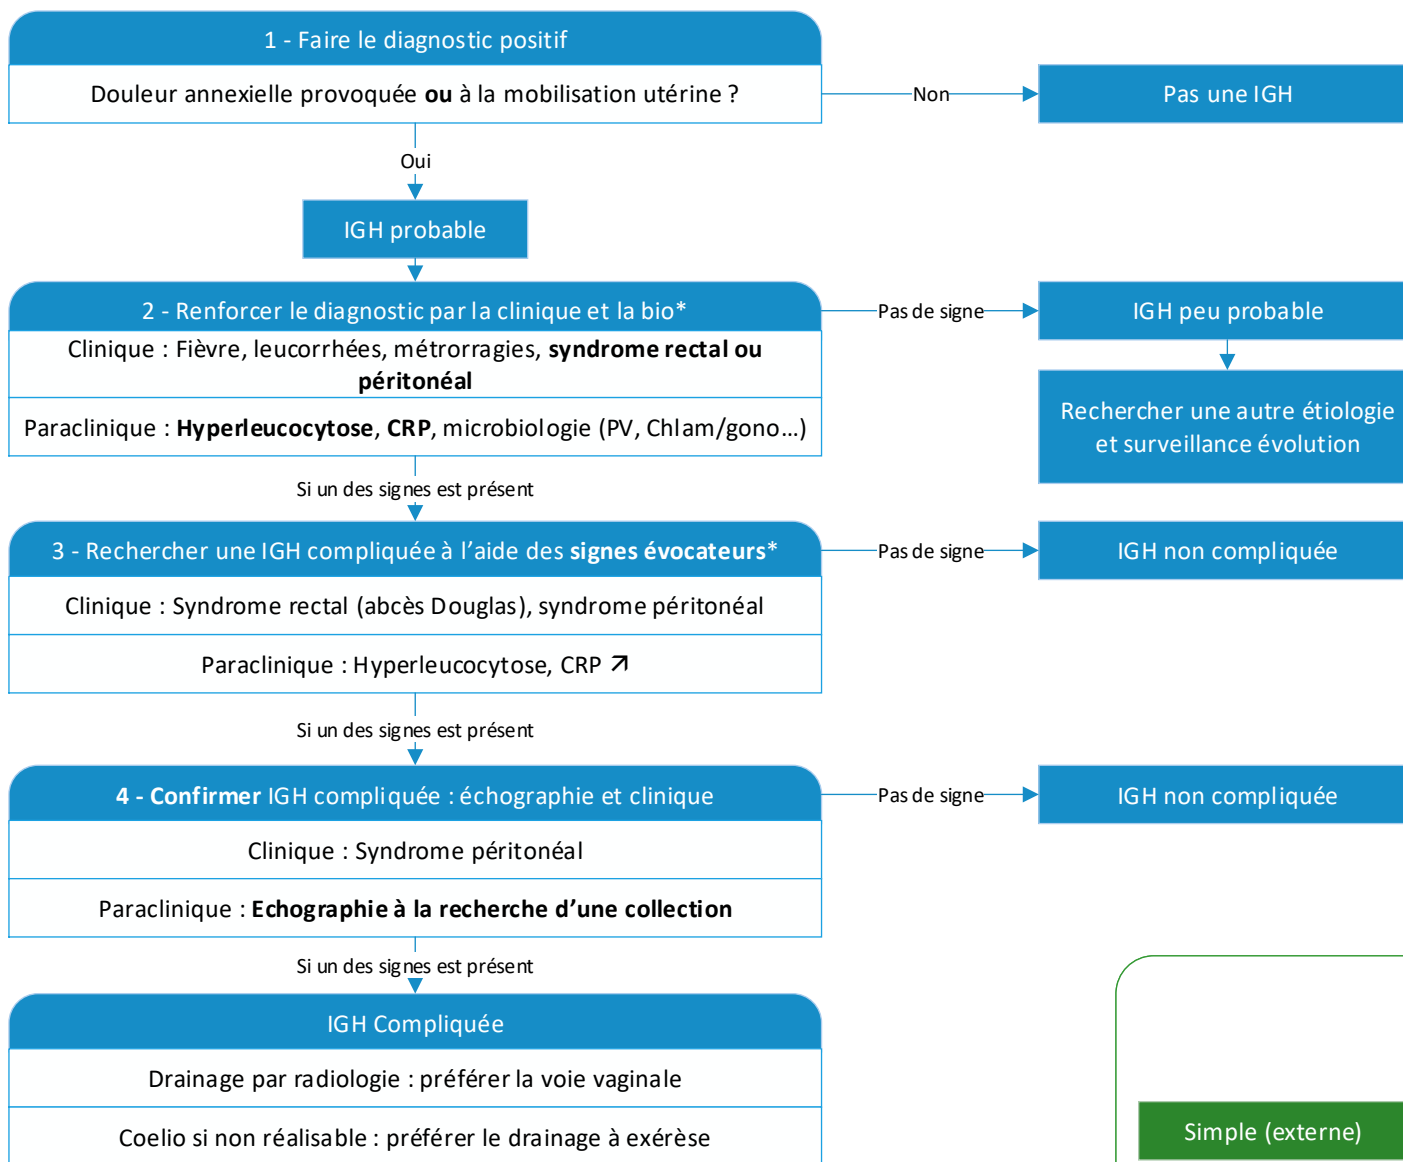 1 - Faire le diagnostic positif
Douleur annexielle provoquée ou à la mobilisation utérine ?
Non
Pas une IGH
Oui
IGH probable
2 - Renforcer le diagnostic par la clinique et la bio*
Pas de signe
IGH peu probable
Clinique : Fièvre, leucorrhées, métrorragies, syndrome rectal ou
péritonéal
Rechercher une autre étiologie
et surveillance évolution
Paraclinique : Hyperleucocytose, CRP, microbiologie (PV, Chlam/gono...)
Si un des signes est présent
3 - Rechercher une IGH compliquée à l'aide des signes évocateurs*
Pas de signe
IGH non compliquée
Clinique : Syndrome rectal (abcès Douglas), syndrome péritonéal
Paraclinique : Hyperleucocytose, CRP ↗
Si un des signes est présent
4 - Confirmer IGH compliquée : échographie et clinique
Pas de signe
IGH non compliquée
Clinique : Syndrome péritonéal
Paraclinique : Echographie à la recherche d'une collection
Si un des signes est présent
IGH Compliquée
Drainage par radiologie : préférer la voie vaginale
Coelio si non réalisable : préférer le drainage à exérèse
Simple (externe)